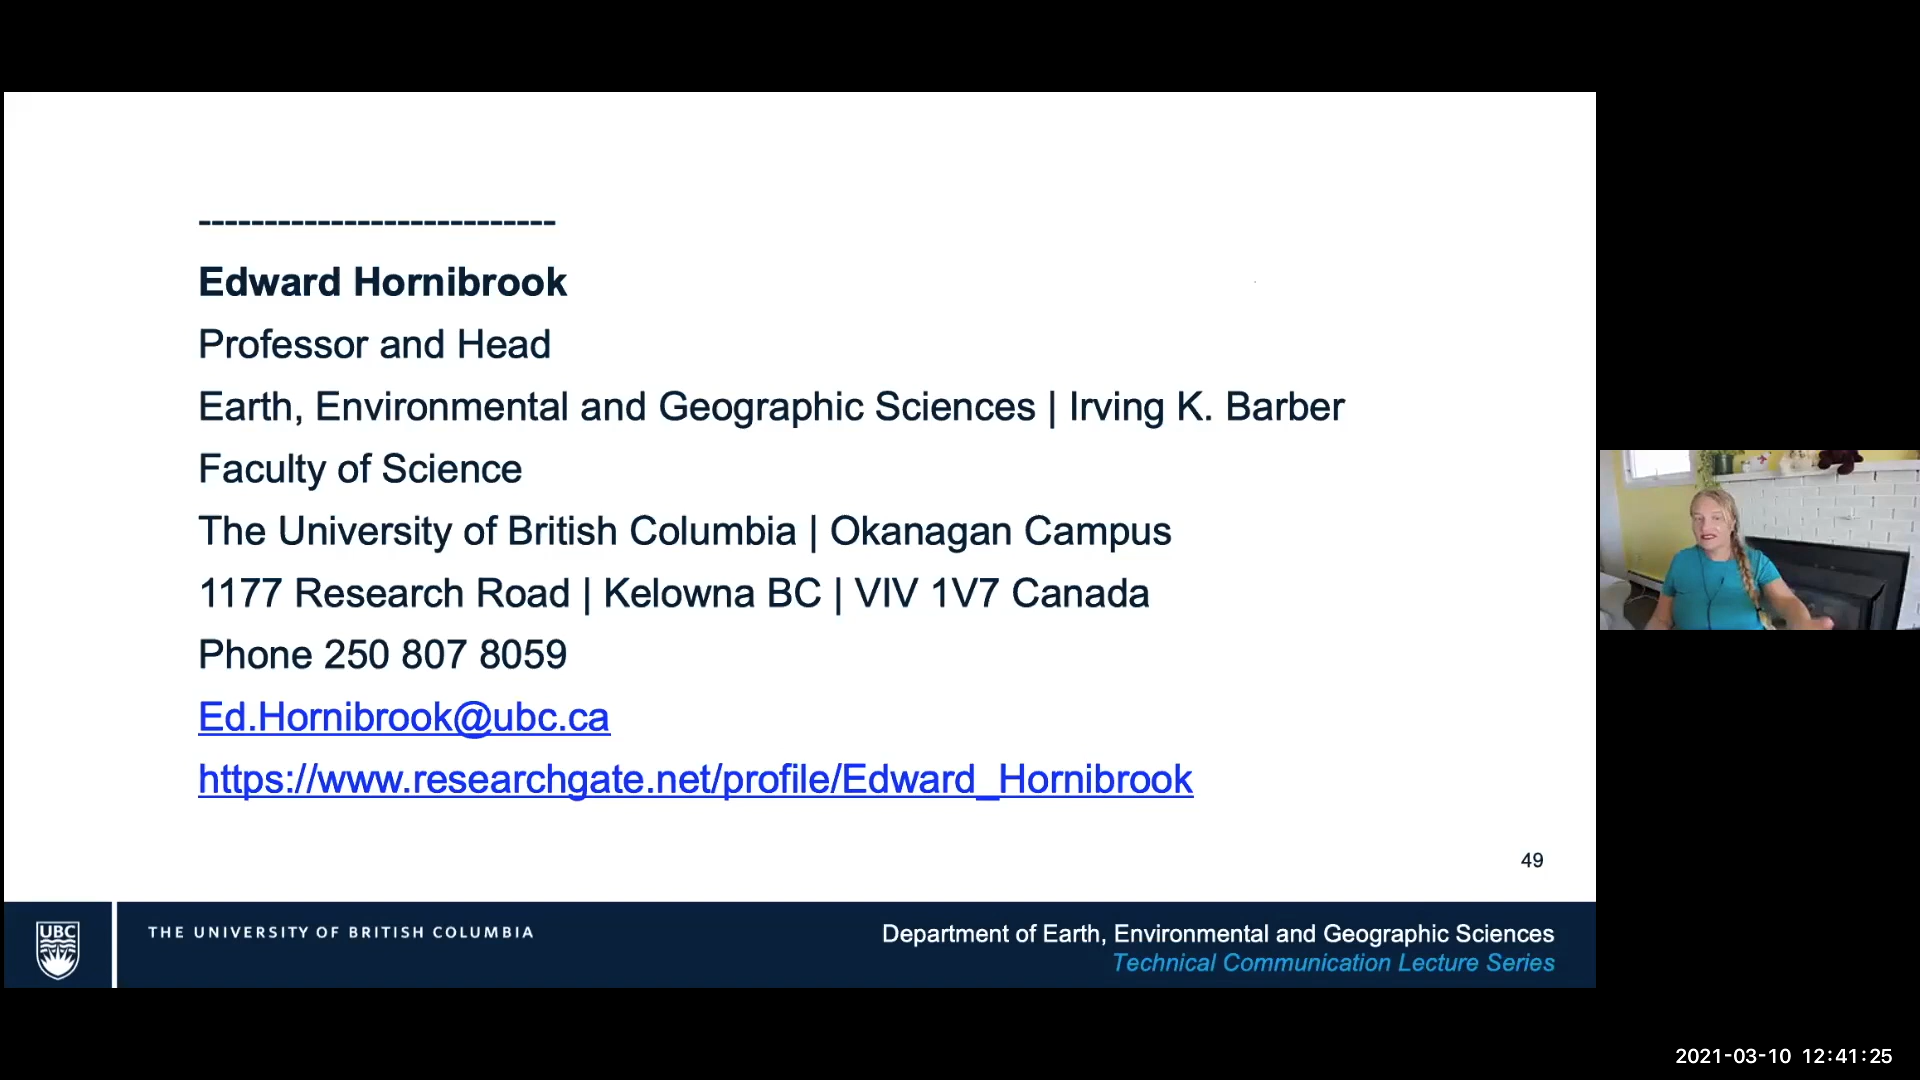 ---------------------------
Edward Hornibrook
Professor and Head
Earth, Environmental and Geographic Sciences | Irving K. Barber
Faculty of Science
The University of British Columbia | Okanagan Campus
1177 Research Road | Kelowna BC | VIV 1V7 Canada
Phone 250 807 8059
Ed.Hornibrook@ubc.ca
https://www.researchgate.net/profile/Edward_Hornibrook
49
UBC
THE UNIVERSITY OF BRITISH COLUMBIA
Department of Earth, Environmental and Geographic Sciences
Technical Communication Lecture Series
2021-03-10 12:41:25